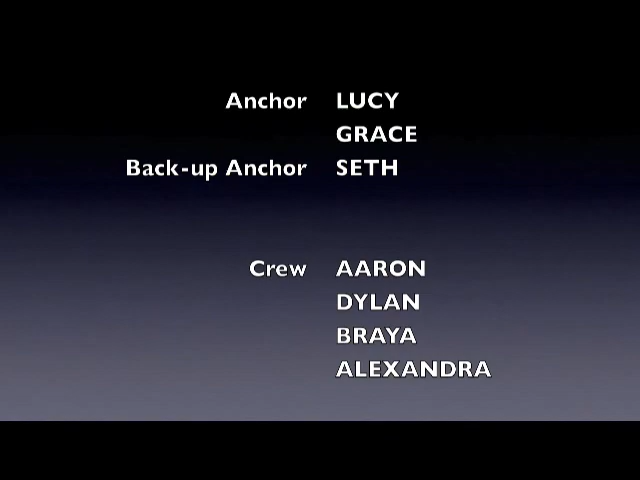 Anchor LUCY
GRACE
Back-up Anchor SETH
Crew AARON
DYLAN
BRAYA
ALEXANDRA